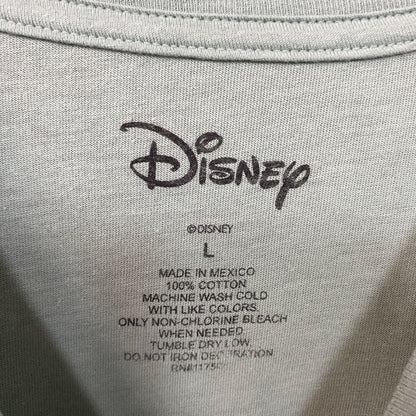 Disney
©DISNEY
L
MADE IN MEXICO
100% COTTON
MACHINE WASH COLD
WITH LIKE COLORS.
ONLY NON-CHLORINE BLEACH
WHEN NEEDED.
TUMBLE DRY LOW.
DO NOT IRON DECORATION